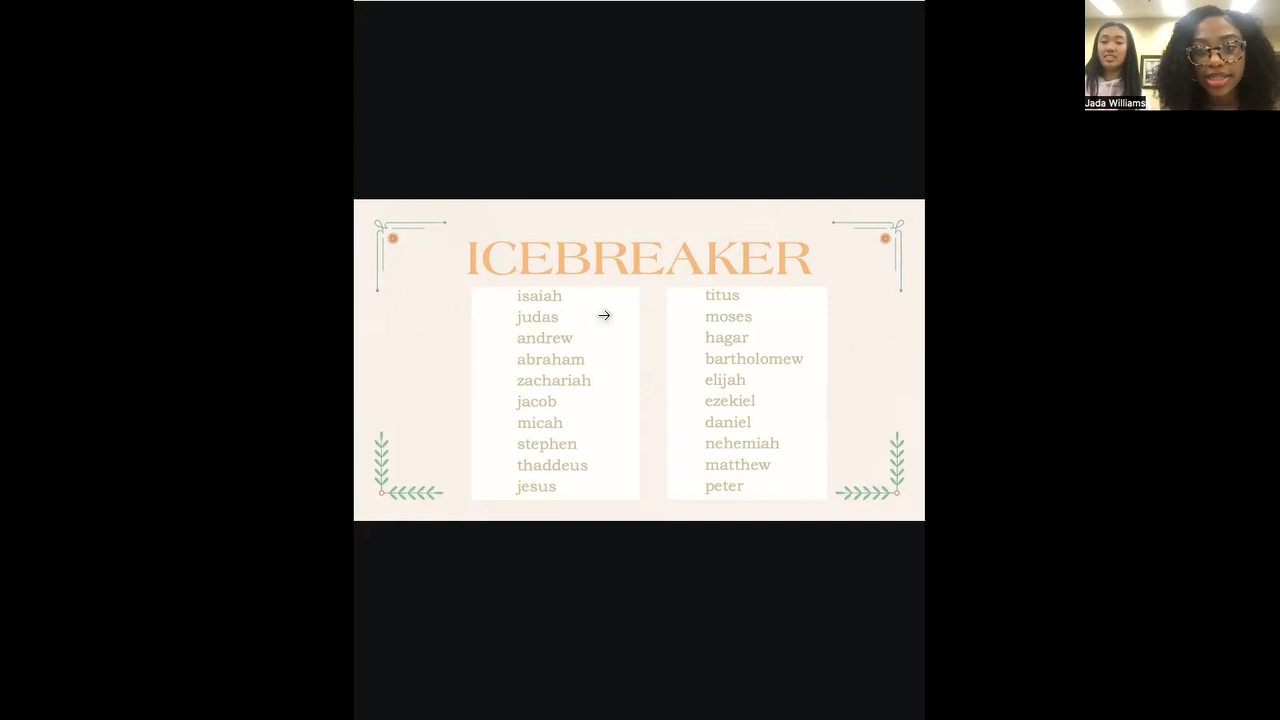 Jada Williams
ICEBREAKER
isaiah
judas
andrew
abraham
zachariah
jacob
micah
stephen
thaddeus
jesus
titus
moses
hagar
bartholomew
elijah
ezekiel
daniel
nehemiah
matthew
peter